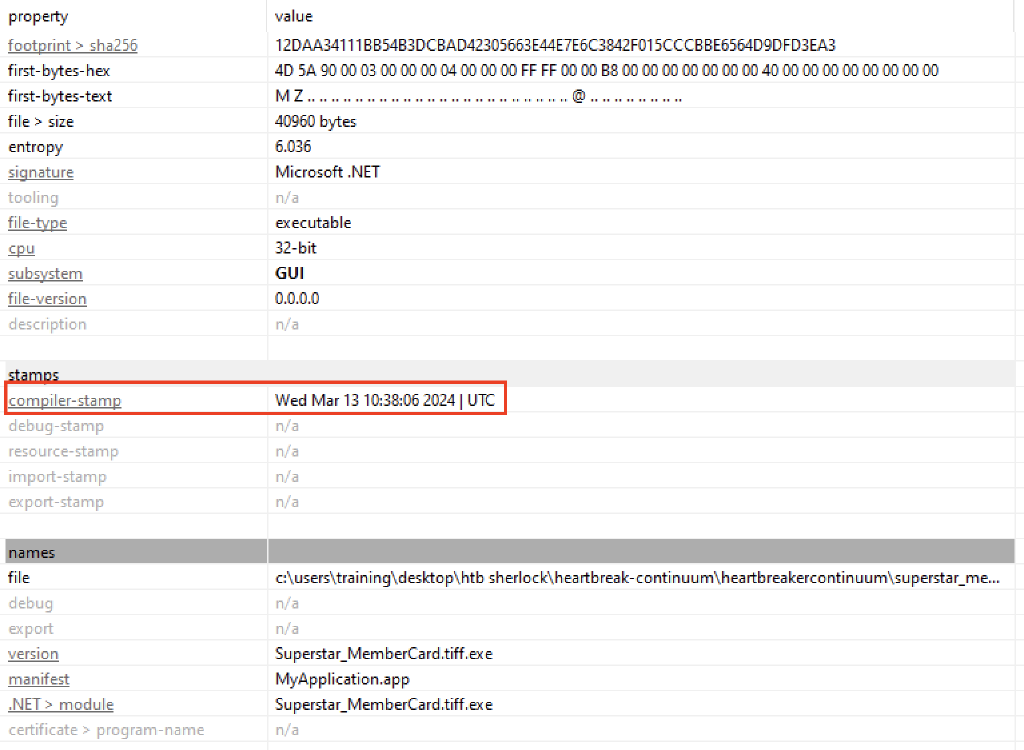 property value
footprint > sha256 12DAA34111BB54B3DCBAD42305663E44E7E6C3842F015CCCBBE6564D9DFD3EA3
first-bytes-hex 4D 5A 90 00 03 00 00 00 04 00 00 00 FF FF 00 00 B8 00 00 00 00 00 00 00 40 00 00 00 00 00 00 00 00
first-bytes-text M Z .. .. .. .. .. .. .. .. .. .. .. .. .. .. .. .. .. .. .. .. .. .. @ .. .. .. .. .. .. .. ..
file > size 40960 bytes
entropy 6.036
signature Microsoft .NET
tooling n/a
file-type executable
cpu 32-bit
subsystem GUI
file-version 0.0.0.0
description n/a
stamps
compiler-stamp Wed Mar 13 10:38:06 2024 | UTC
debug-stamp n/a
resource-stamp n/a
import-stamp n/a
export-stamp n/a
names
file c:\users\training\desktop\htb sherlock\heartbreak-continuum\heartbreakercontinuum\superstar_me...
debug n/a
export n/a
version Superstar_MemberCard.tiff.exe
manifest MyApplication.app
.NET > module Superstar_MemberCard.tiff.exe
certificate > program-name n/a